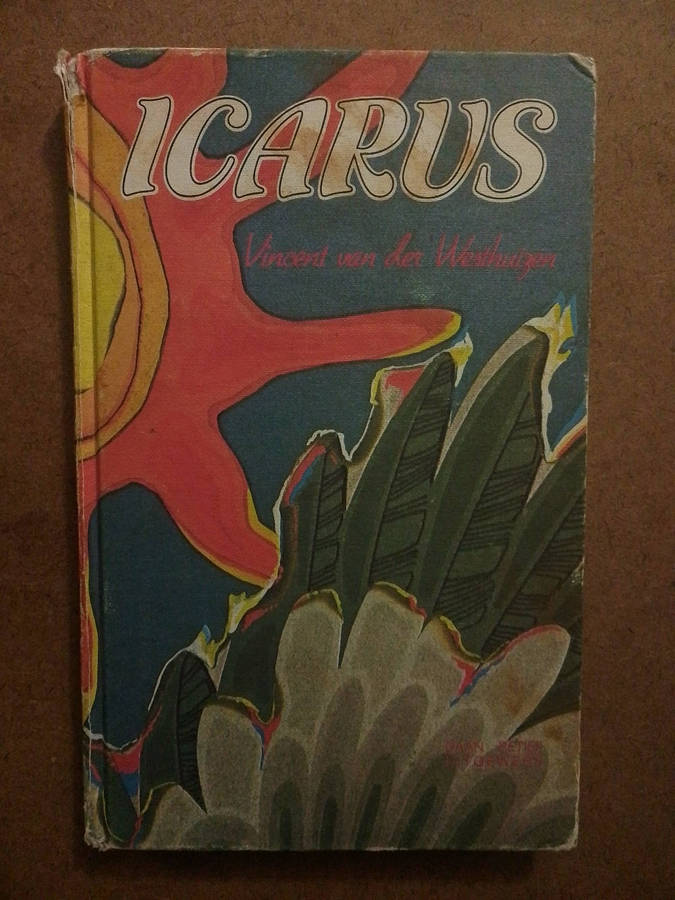 ICARUS
Vincent van der Westhuizen
DAAN RETIEF